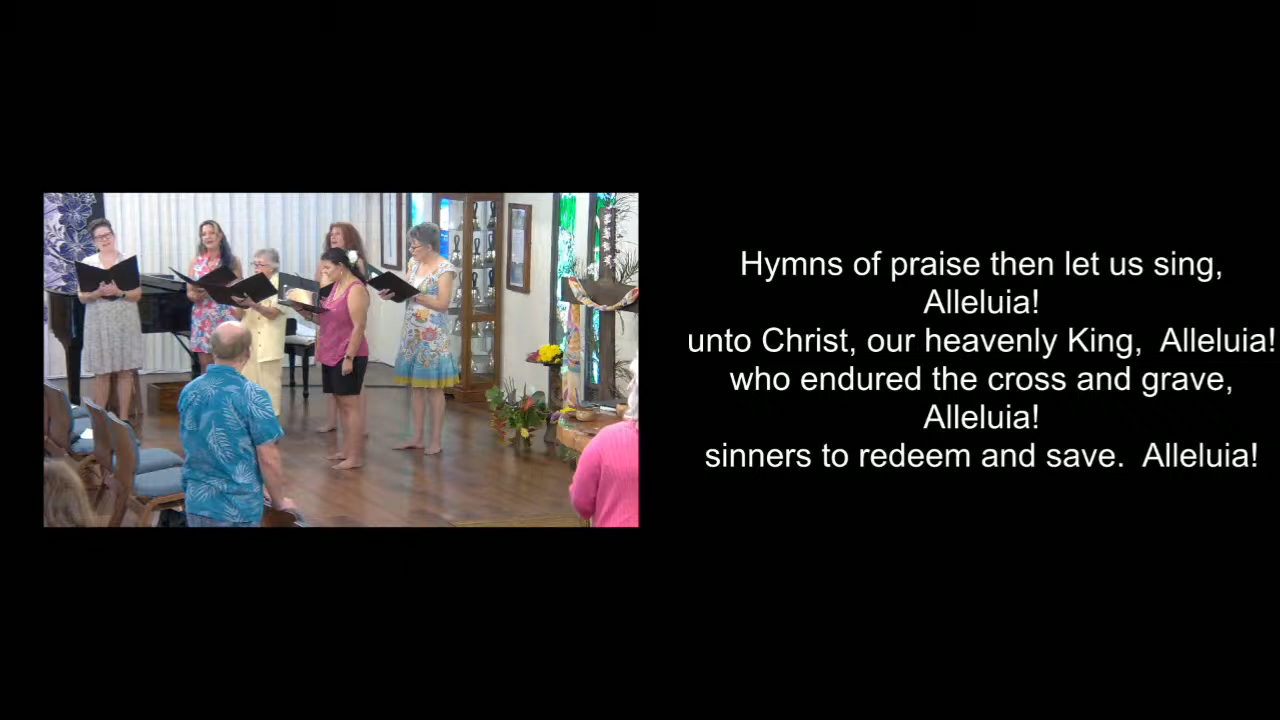 Hymns of praise then let us sing,
Alleluia!
unto Christ, our heavenly King,  Alleluia!
who endured the cross and grave,
Alleluia!
sinners to redeem and save.  Alleluia!